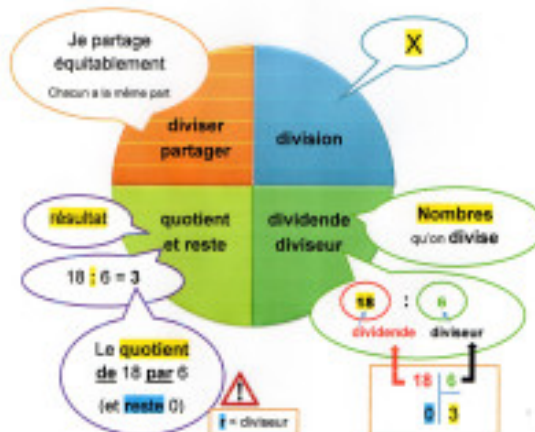 Je partage
équitablement
Chacun a la même part
X
diviser
partager
division
résultat
quotient
et reste
dividende
diviseur
Nombres
qu'on divise
18 : 6 = 3
18 : 6
dividende diviseur
Le quotient
de 18 par 6
(et reste 0)
!
r = diviseur
18 6
0 3